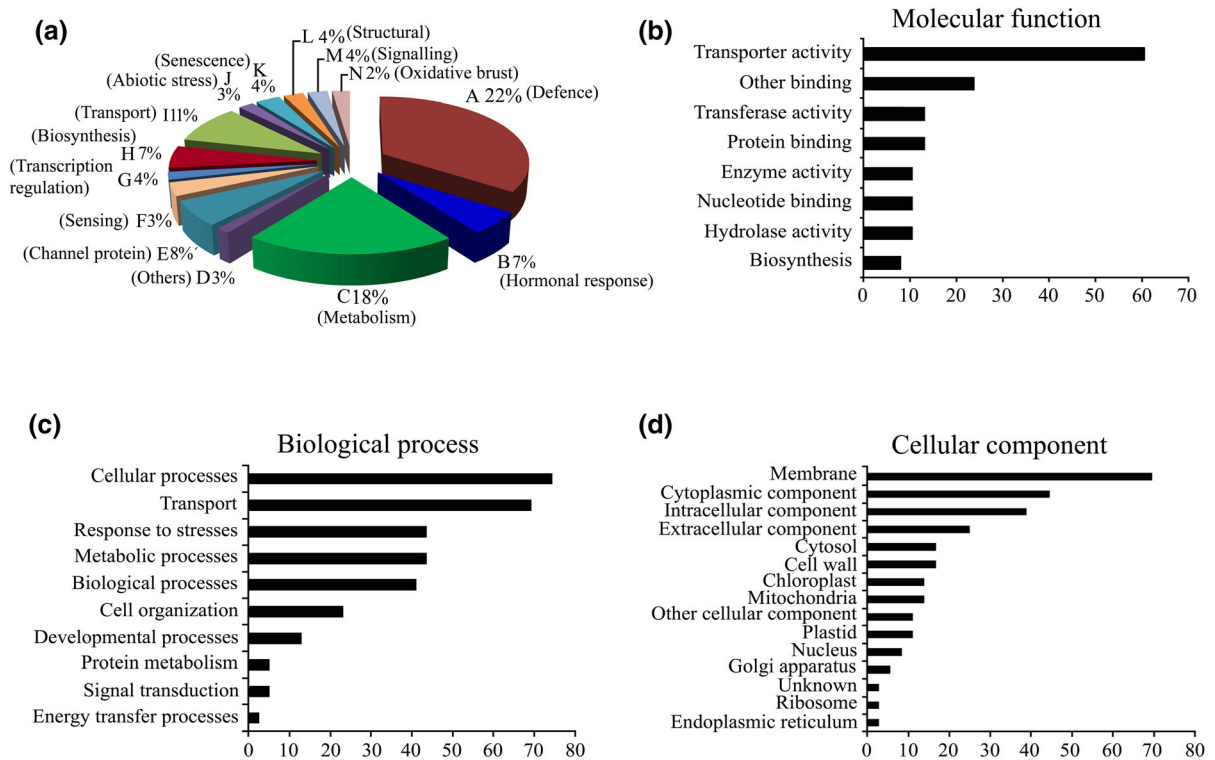 (a)
L 4% (Structural)
M 4% (Signalling)
N 2% (Oxidative brust)
A 22% (Defence)
(Senescence) K
4%
(Abiotic stress) J
3%
(Transport) I11%
(Biosynthesis)
H 7%
(Transcription
regulation) G 4%
(Sensing) F3%
(Channel protein) E8%
(Others) D3%
C18%
(Metabolism)
B 7%
(Hormonal response)
(b)
Molecular function
Transporter activity
Other binding
Transferase activity
Protein binding
Enzyme activity
Nucleotide binding
Hydrolase activity
Biosynthesis
0 10 20 30 40 50 60 70
(c)
Biological process
Cellular processes
Transport
Response to stresses
Metabolic processes
Biological processes
Cell organization
Developmental processes
Protein metabolism
Signal transduction
Energy transfer processes
0 10 20 30 40 50 60 70 80
(d)
Cellular component
Membrane
Cytoplasmic component
Intracellular component
Extracellular component
Cytosol
Cell wall
Chloroplast
Mitochondria
Other cellular component
Plastid
Nucleus
Golgi apparatus
Unknown
Ribosome
Endoplasmic reticulum
0 10 20 30 40 50 60 70 80